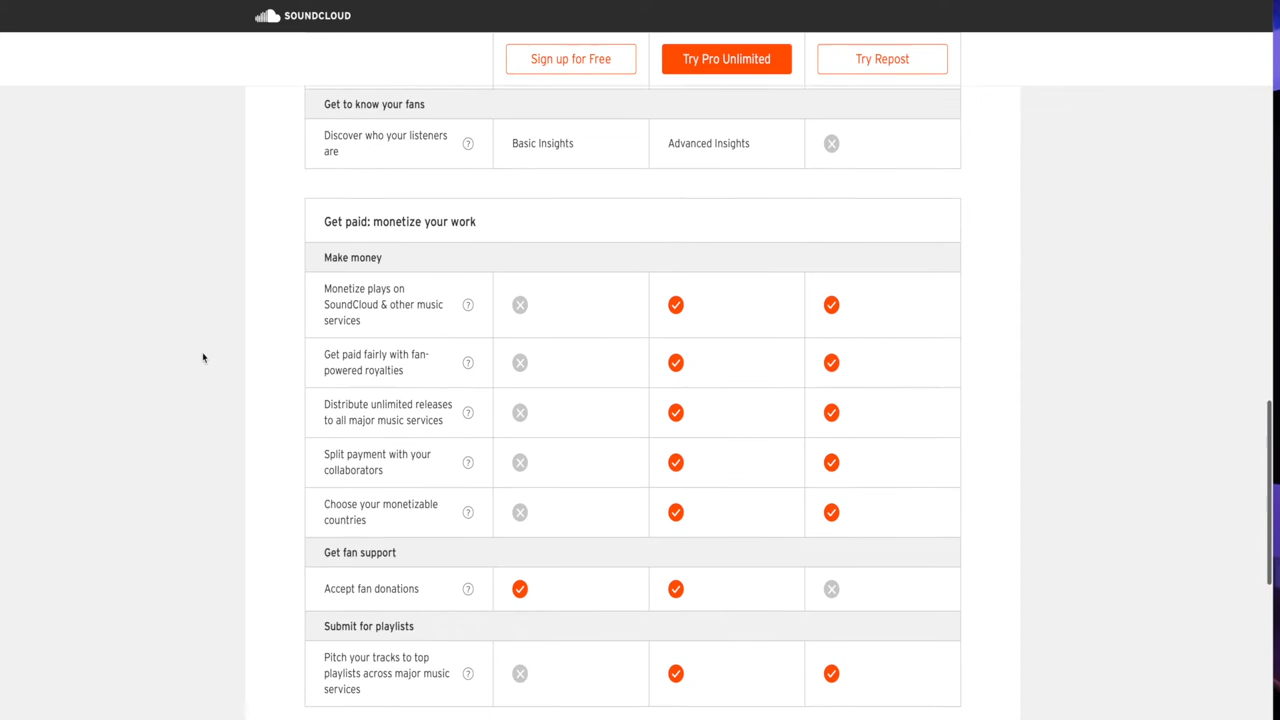 SOUNDCLOUD
Sign up for Free
Try Pro Unlimited
Try Repost
Get to know your fans
Discover who your listeners
are
?
Basic Insights
Advanced Insights
Get paid: monetize your work
Make money
Monetize plays on
SoundCloud & other music
services
?
Get paid fairly with fan-
powered royalties
?
Distribute unlimited releases
to all major music services
?
Split payment with your
collaborators
?
Choose your monetizable
countries
?
Get fan support
Accept fan donations
?
Submit for playlists
Pitch your tracks to top
playlists across major music
services
?